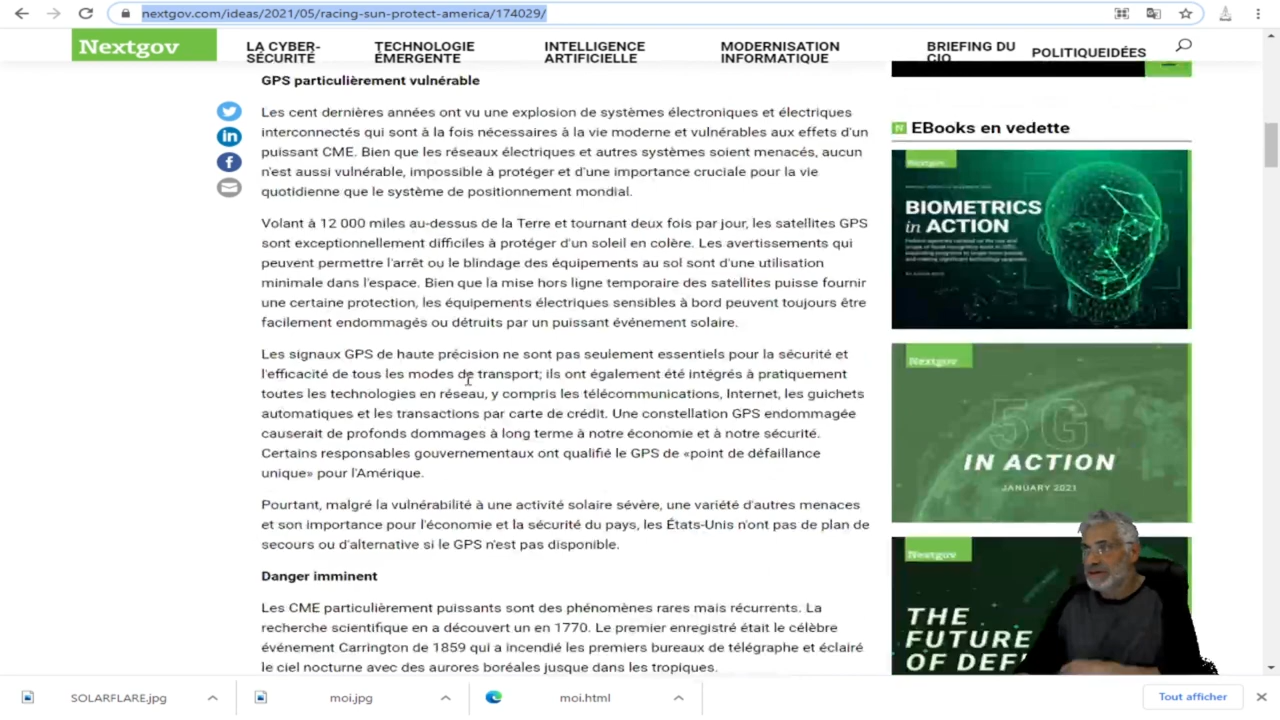 nextgov.com/ideas/2021/05/racing-sun-protect-america/174029/
Nextgov
LA CYBER-
SÉCURITÉ
TECHNOLOGIE
ÉMERGENTE
INTELLIGENCE
ARTIFICIELLE
MODERNISATION
INFORMATIQUE
BRIEFING DU
CIO
POLITIQUEIDÉES
GPS particulièrement vulnérable
Les cent dernières années ont vu une explosion de systèmes électroniques et électriques
interconnectés qui sont à la fois nécessaires à la vie moderne et vulnérables aux effets d'un
puissant CME. Bien que les réseaux électriques et autres systèmes soient menacés, aucun
n'est aussi vulnérable, impossible à protéger et d'une importance cruciale pour la vie
quotidienne que le système de positionnement mondial.
Volant à 12 000 miles au-dessus de la Terre et tournant deux fois par jour, les satellites GPS
sont exceptionnellement difficiles à protéger d'un soleil en colère. Les avertissements qui
peuvent permettre l'arrêt ou le blindage des équipements au sol sont d'une utilisation
minimale dans l'espace. Bien que la mise hors ligne temporaire des satellites puisse fournir
une certaine protection, les équipements électriques sensibles à bord peuvent toujours être
facilement endommagés ou détruits par un puissant événement solaire.
Les signaux GPS de haute précision ne sont pas seulement essentiels pour la sécurité et
l'efficacité de tous les modes de transport; ils ont également été intégrés à pratiquement
toutes les technologies en réseau, y compris les télécommunications, Internet, les guichets
automatiques et les transactions par carte de crédit. Une constellation GPS endommagée
causerait de profonds dommages à long terme à notre économie et à notre sécurité.
Certains responsables gouvernementaux ont qualifié le GPS de «point de défaillance
unique» pour l'Amérique.
Pourtant, malgré la vulnérabilité à une activité solaire sévère, une variété d'autres menaces
et son importance pour l'économie et la sécurité du pays, les États-Unis n'ont pas de plan de
secours ou d'alternative si le GPS n'est pas disponible.
Danger imminent
Les CME particulièrement puissants sont des phénomènes rares mais récurrents. La
recherche scientifique en a découvert un en 1770. Le premier enregistré était le célèbre
événement Carrington de 1859 qui a incendié les premiers bureaux de télégraphe et éclairé
le ciel nocturne avec des aurores boréales jusque dans les tropiques.
EBooks en vedette
Nextgov
BIOMETRICS
in ACTION
Nextgov
5G
IN ACTION
JANUARY 2021
Nextgov
THE
FUTURE
OF DEF
SOLARFLARE.jpg
moi.jpg
moi.html
Tout afficher